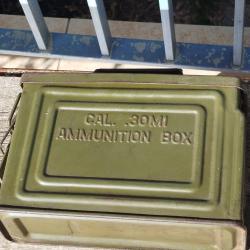 CAL. .30M1
AMMUNITION BOX